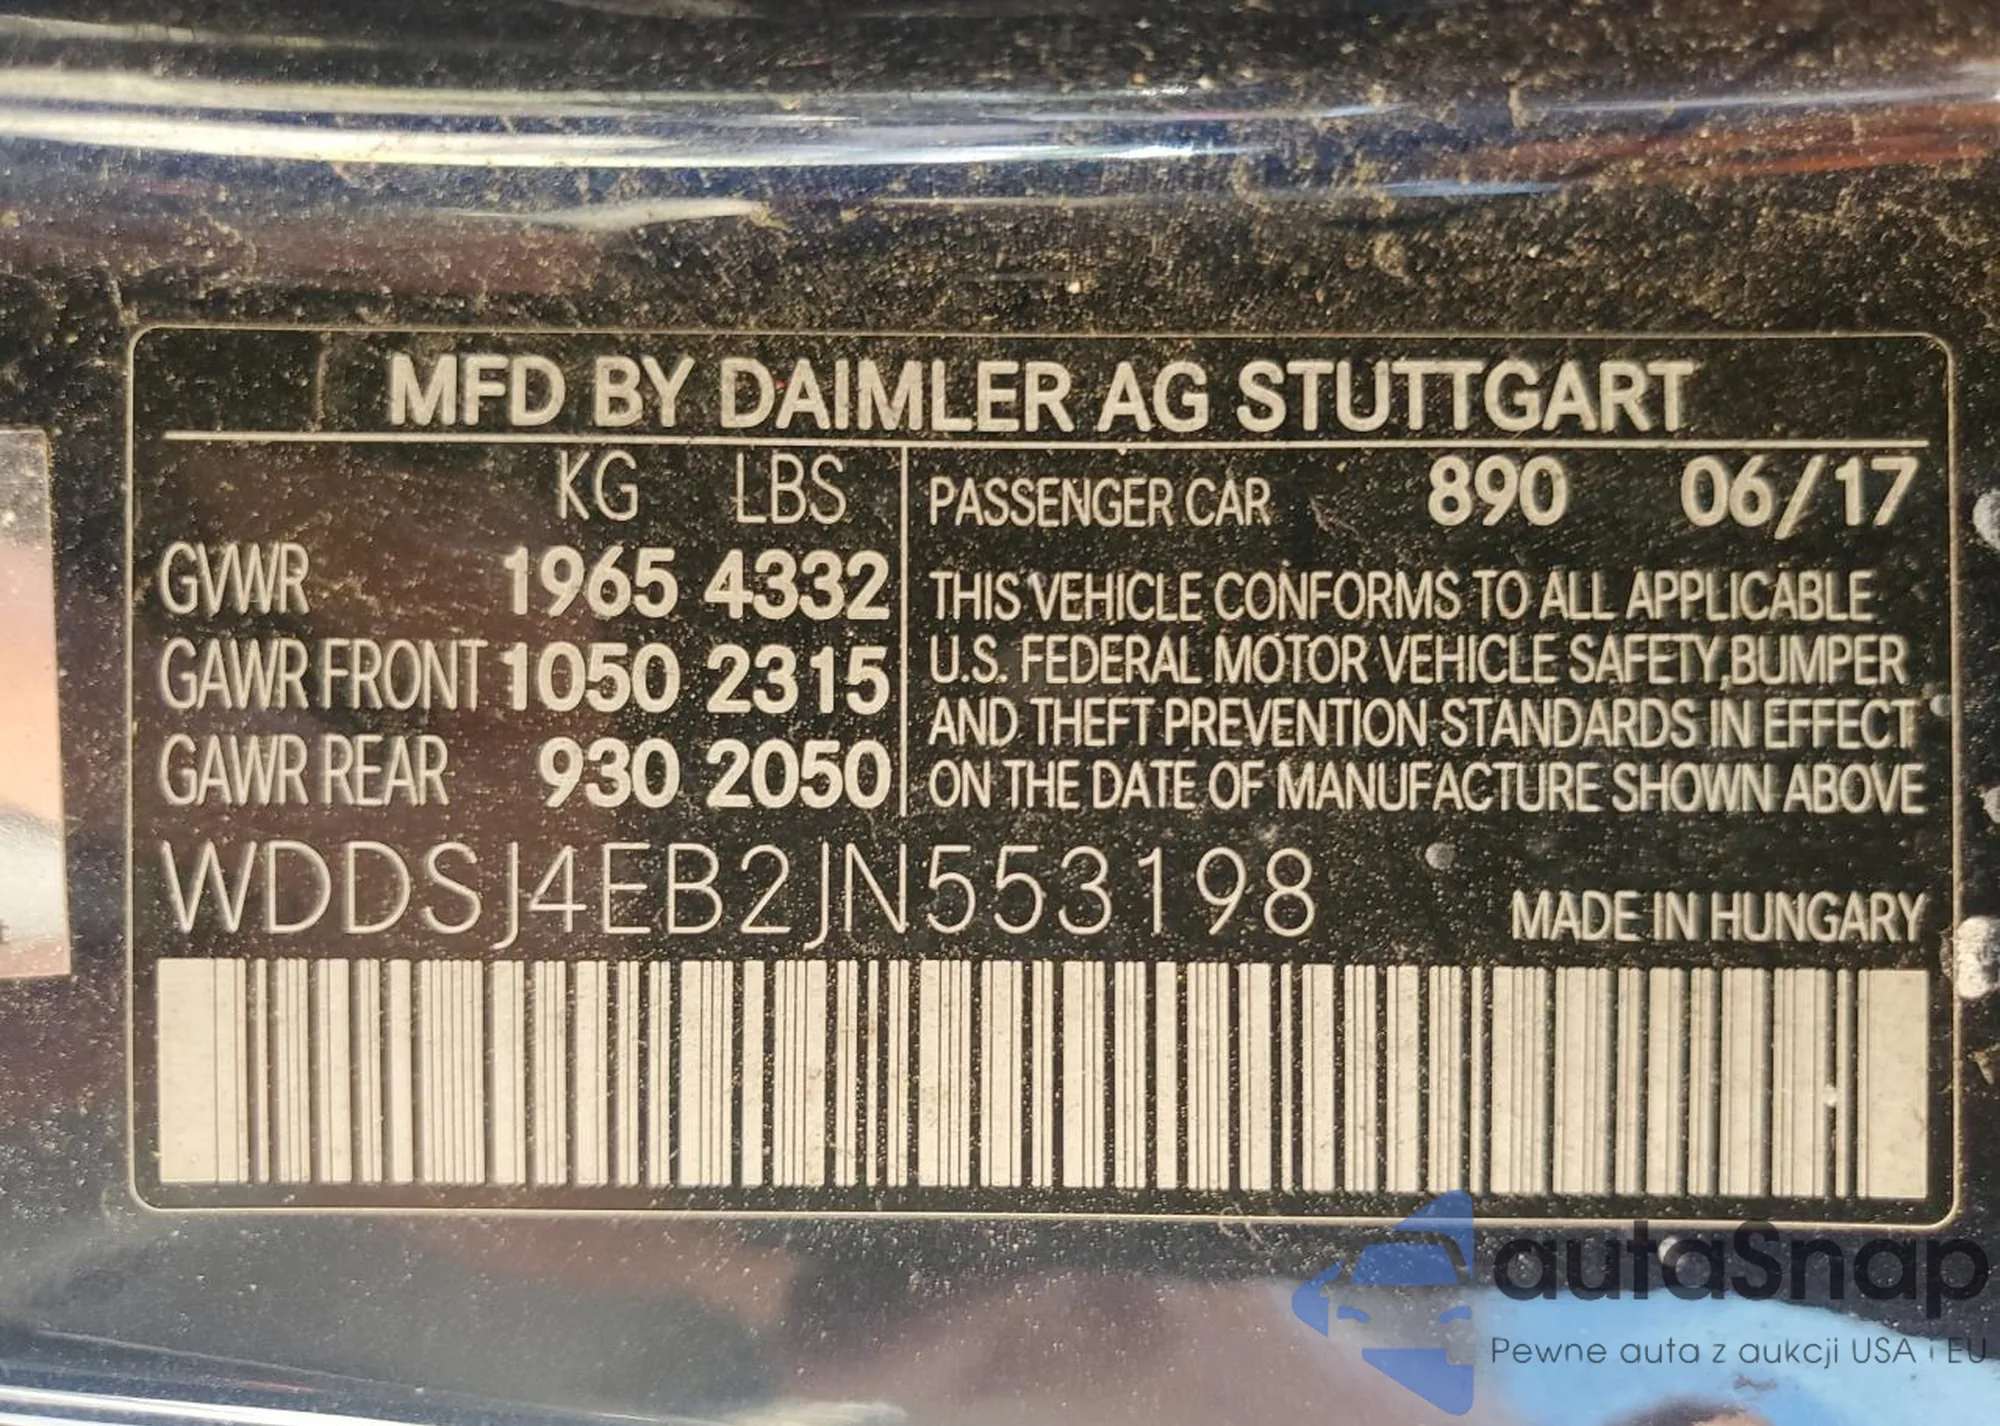 MFD BY DAIMLER AG STUTTGART
KG LBS
GVWR 1965 4332
GAWR FRONT 1050 2315
GAWR REAR 930 2050
PASSENGER CAR 890 06/17
THIS VEHICLE CONFORMS TO ALL APPLICABLE
U.S. FEDERAL MOTOR VEHICLE SAFETY,BUMPER
AND THEFT PREVENTION STANDARDS IN EFFECT
ON THE DATE OF MANUFACTURE SHOWN ABOVE
WDDSJ4EB2JN553198
MADE IN HUNGARY
autaSnap
Pewne auta z aukcji USA i EU